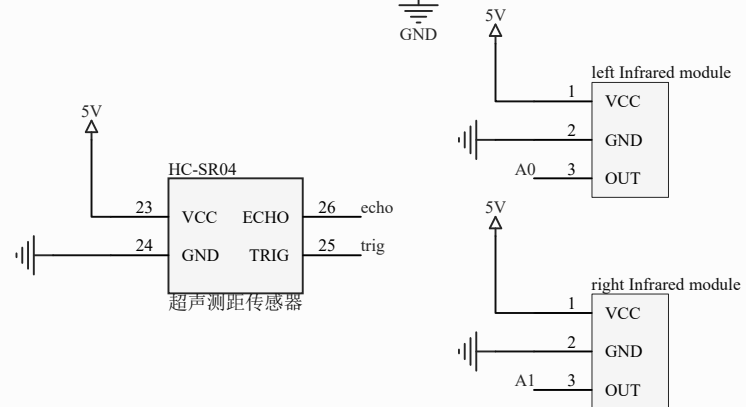 GND
5V
left Infrared module
1 VCC
2 GND
A0 3 OUT
5V
HC-SR04
23 VCC ECHO 26 echo
24 GND TRIG 25 trig
超声测距传感器
5V
right Infrared module
1 VCC
2 GND
A1 3 OUT